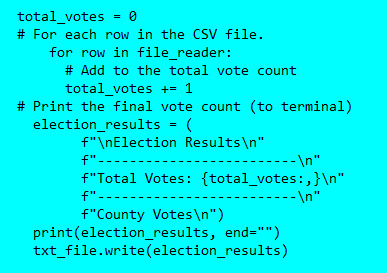 total_votes = 0
# For each row in the CSV file.
    for row in file_reader:
      # Add to the total vote count
      total_votes += 1
# Print the final vote count (to terminal)
  election_results = (
        f"\nElection Results\n"
        f"-------------------------\n"
        f"Total Votes: {total_votes:,}\n"
        f"-------------------------\n"
        f"County Votes\n")
  print(election_results, end="")
  txt_file.write(election_results)